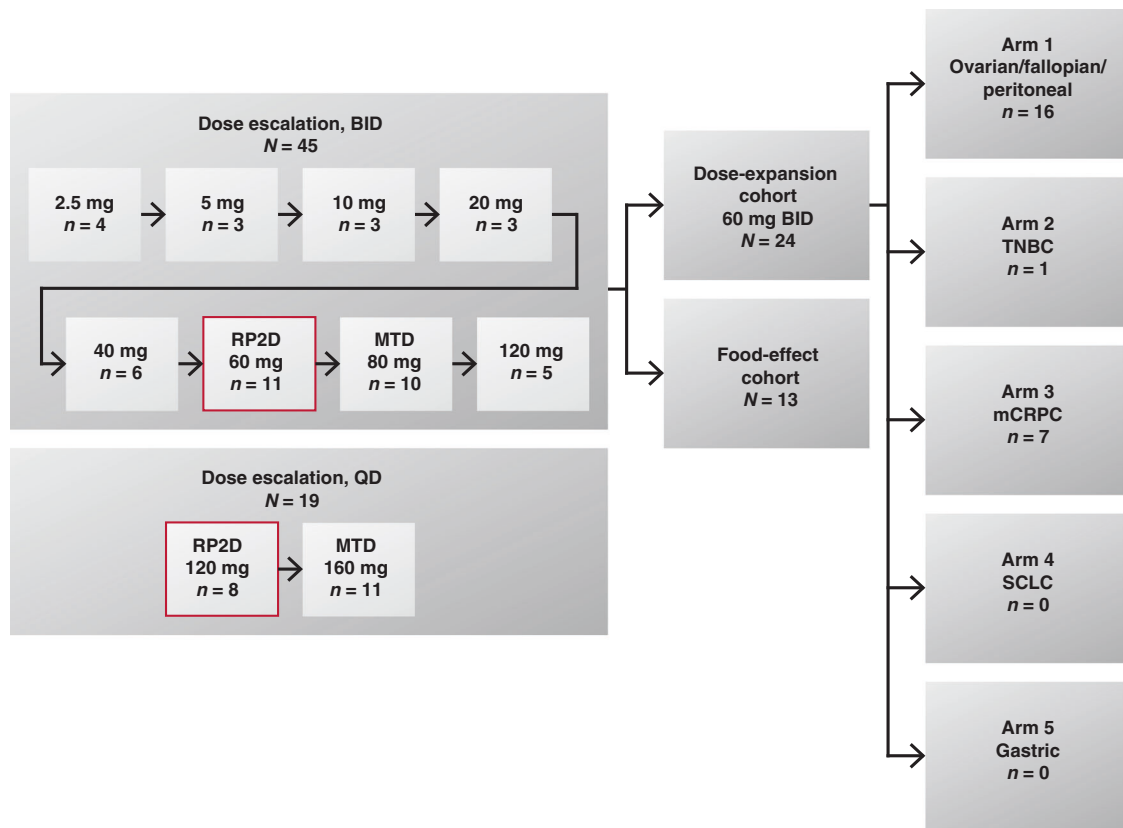 Dose escalation, BID
N = 45
2.5 mg
n = 4
5 mg
n = 3
10 mg
n = 3
20 mg
n = 3
40 mg
n = 6
RP2D
60 mg
n = 11
MTD
80 mg
n = 10
120 mg
n = 5
Dose escalation, QD
N = 19
RP2D
120 mg
n = 8
MTD
160 mg
n = 11
Dose-expansion
cohort
60 mg BID
N = 24
Food-effect
cohort
N = 13
Arm 1
Ovarian/fallopian/
peritoneal
n = 16
Arm 2
TNBC
n = 1
Arm 3
mCRPC
n = 7
Arm 4
SCLC
n = 0
Arm 5
Gastric
n = 0